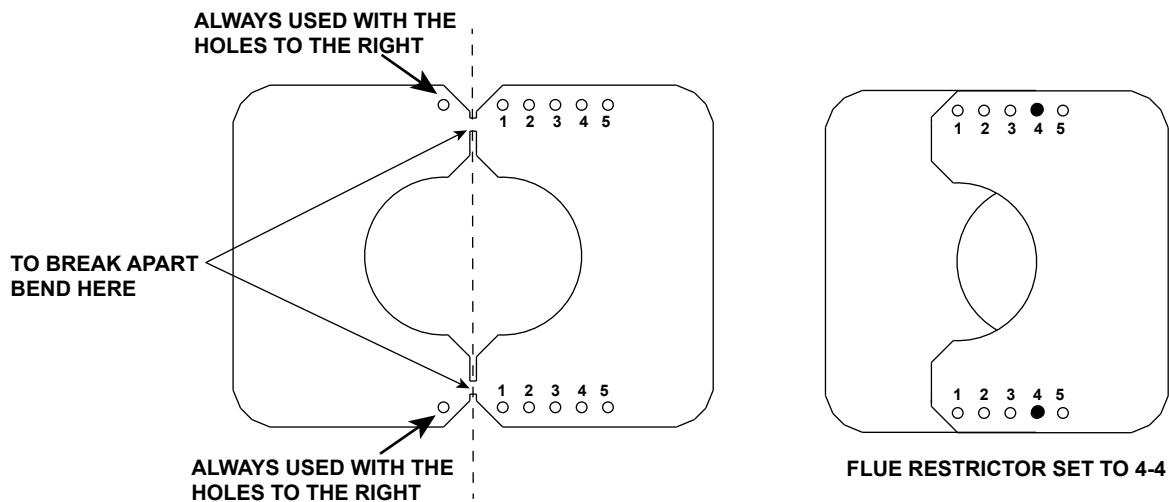 ALWAYS USED WITH THE
HOLES TO THE RIGHT
1 2 3 4 5
TO BREAK APART
BEND HERE
1 2 3 4 5
ALWAYS USED WITH THE
HOLES TO THE RIGHT
1 2 3 4 5
1 2 3 4 5
FLUE RESTRICTOR SET TO 4-4